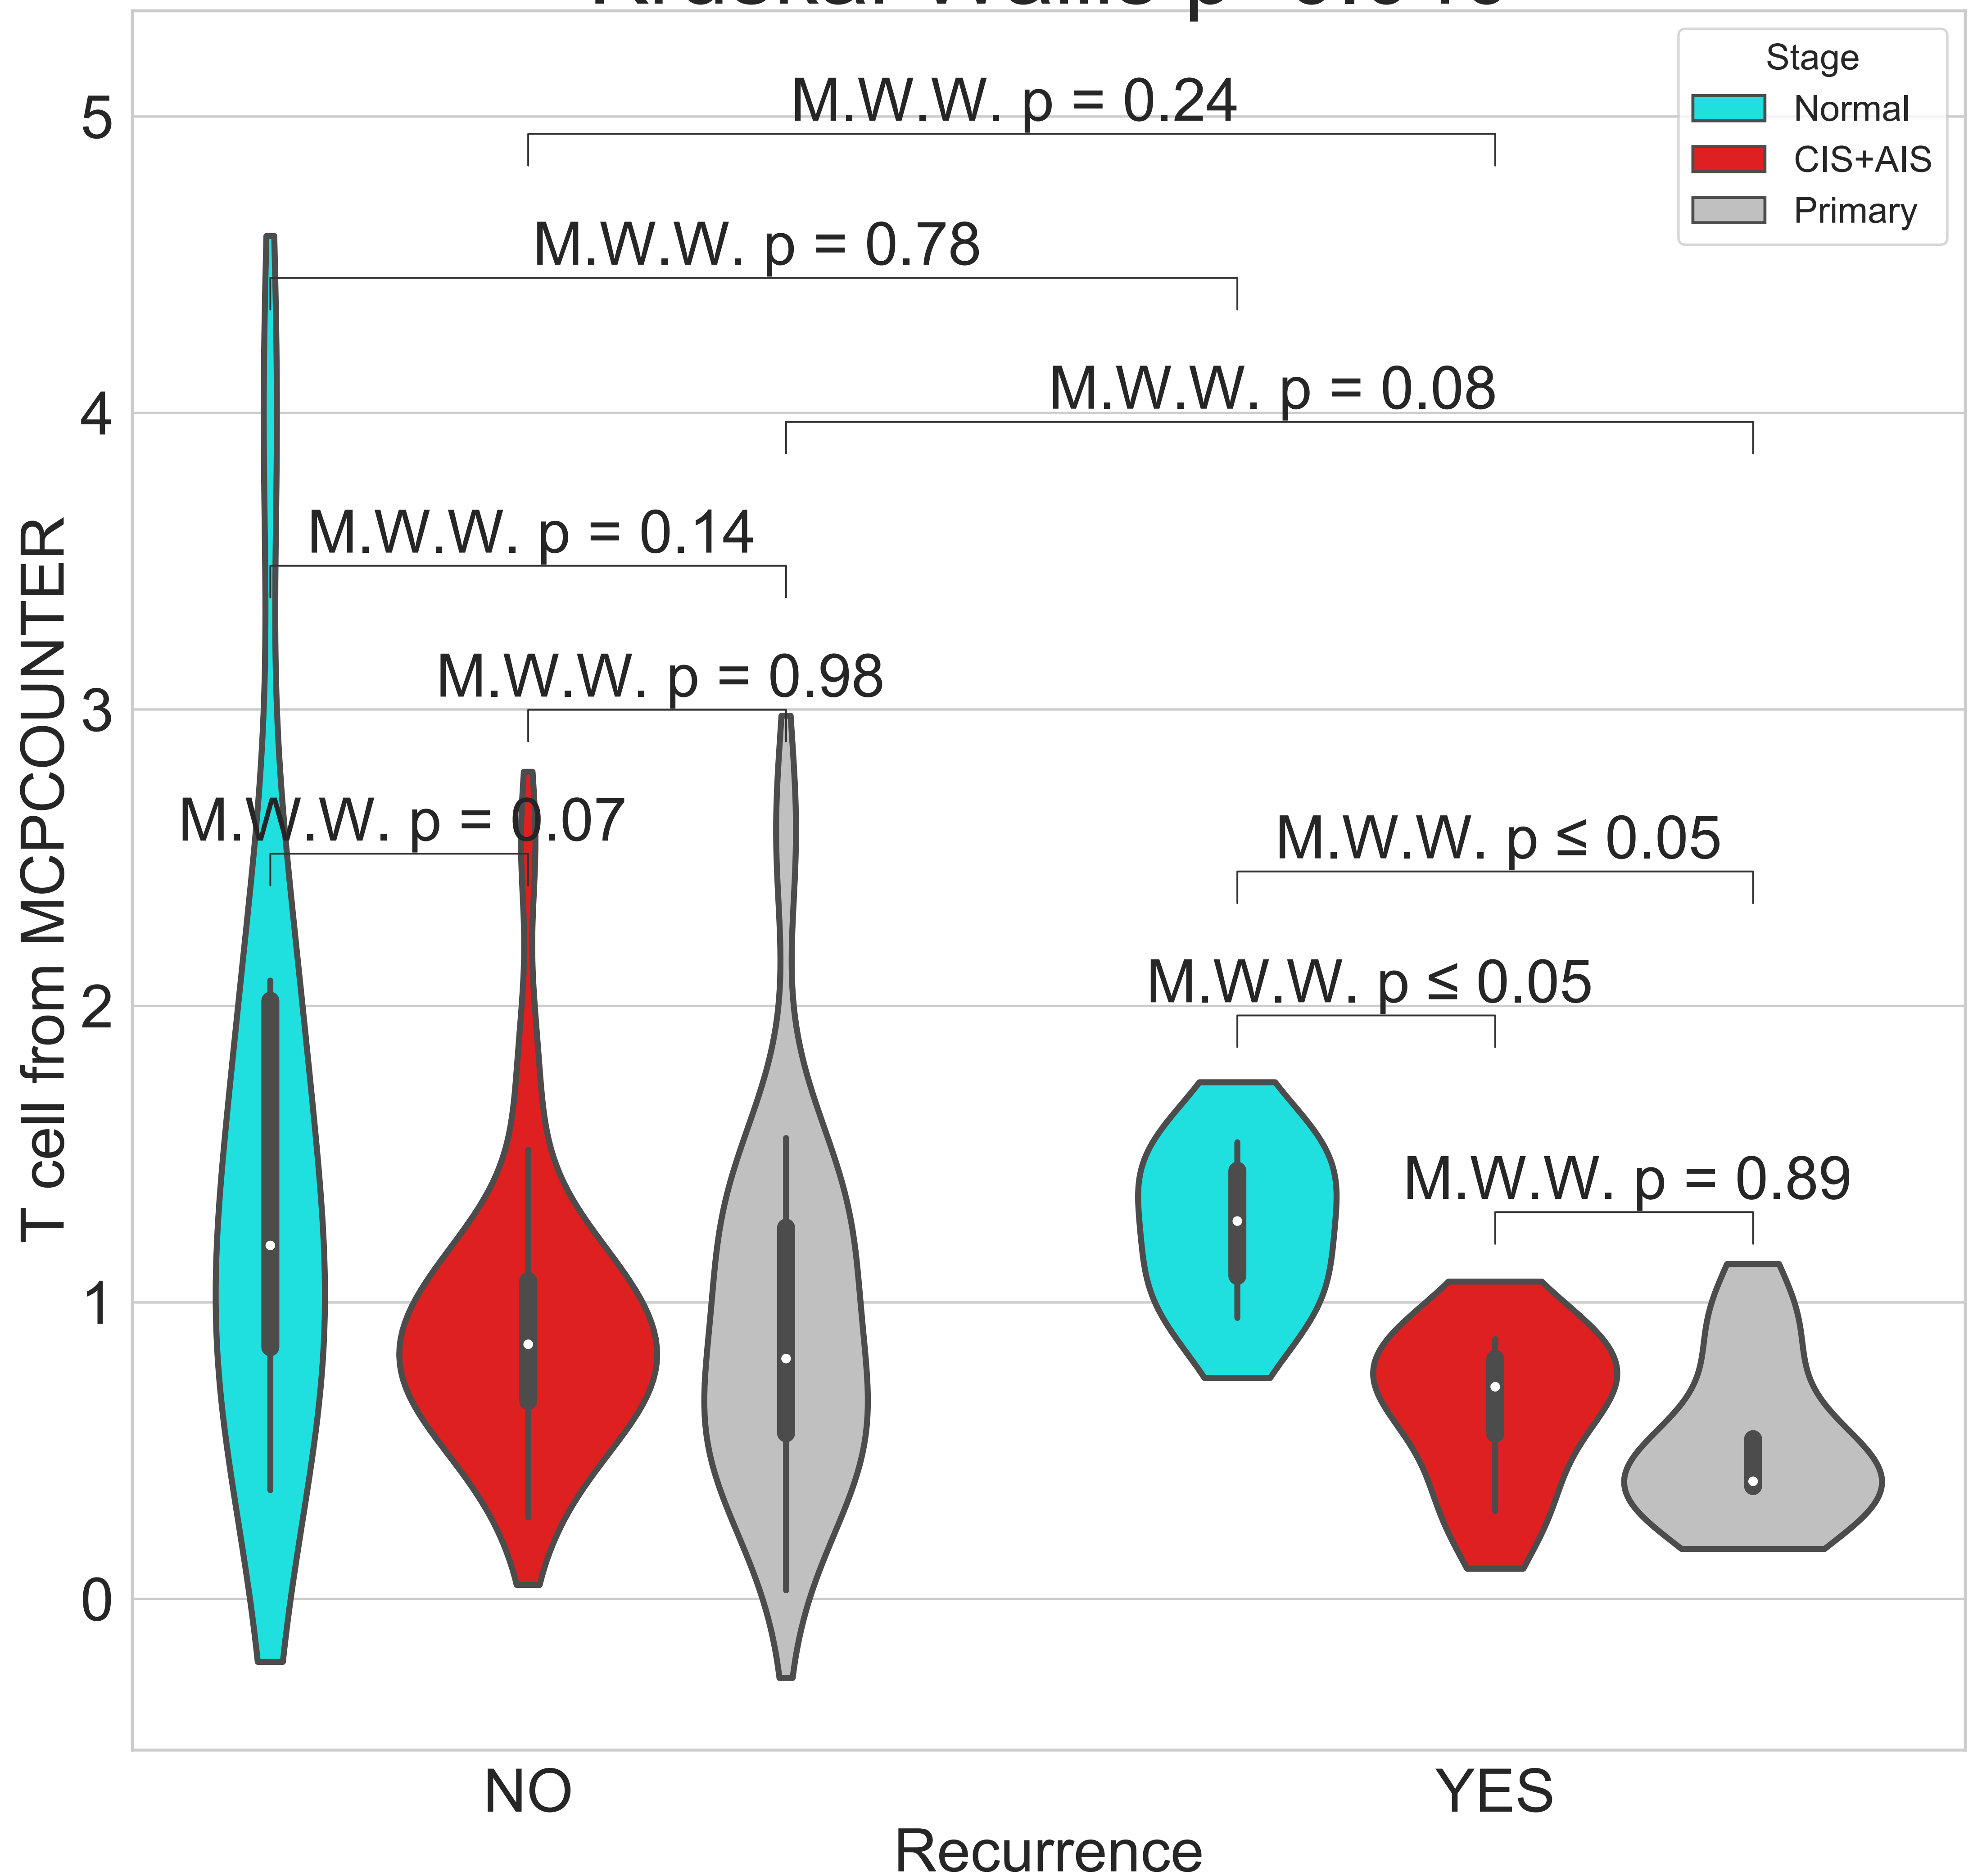 Stage
Normal
CIS+AIS
Primary
M.W.W. p = 0.24
M.W.W. p = 0.78
M.W.W. p = 0.08
M.W.W. p = 0.14
M.W.W. p = 0.98
M.W.W. p = 0.07
M.W.W. p ≤ 0.05
M.W.W. p ≤ 0.05
M.W.W. p = 0.89
T cell from MCPCOUNTER
5
4
3
2
1
0
NO
YES
Recurrence